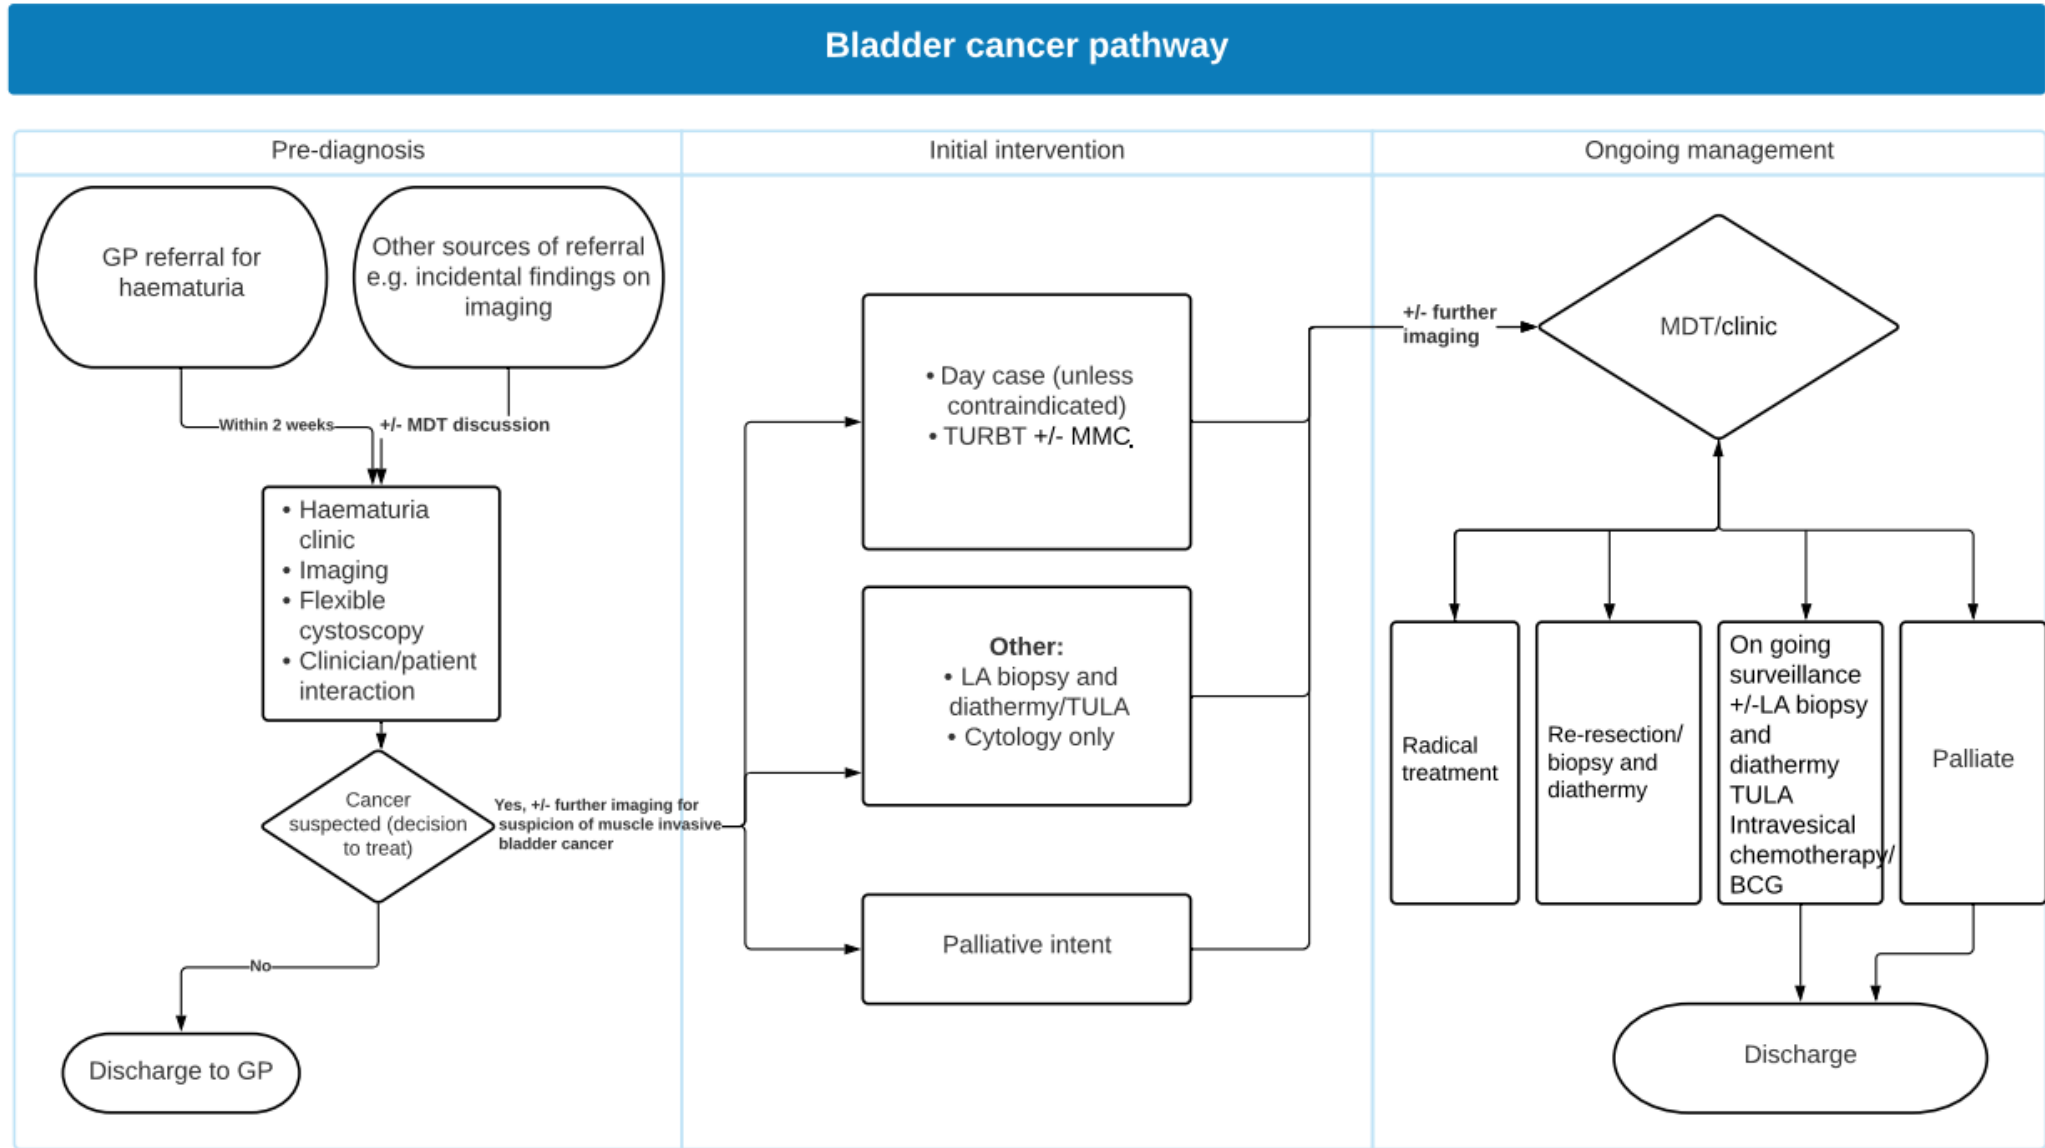 Bladder cancer pathway
Pre-diagnosis
Initial intervention
Ongoing management
GP referral for
haematuria
Other sources of referral
e.g. incidental findings on
imaging
Within 2 weeks
+/- MDT discussion
• Haematuria
clinic
• Imaging
• Flexible
cystoscopy
• Clinician/patient
interaction
Cancer
suspected (decision
to treat)
Yes, +/- further imaging for
suspicion of muscle invasive
bladder cancer
No
Discharge to GP
• Day case (unless
contraindicated)
• TURBT +/- MMC.
Other:
• LA biopsy and
diathermy/TULA
• Cytology only
Palliative intent
+/- further
imaging
MDT/clinic
Radical
treatment
Re-resection/
biopsy and
diathermy
On going
surveillance
+/-LA biopsy
and
diathermy
TULA
Intravesical
chemotherapy/
BCG
Palliate
Discharge